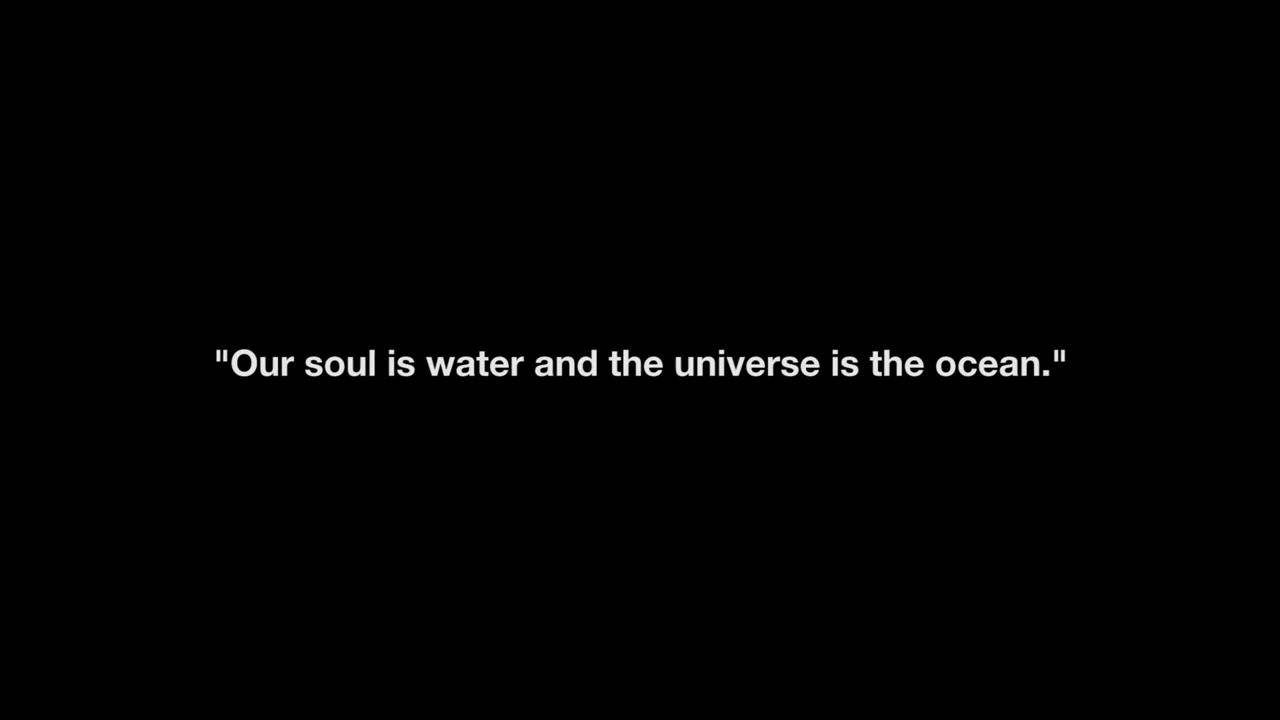 "Our soul is water and the universe is the ocean."